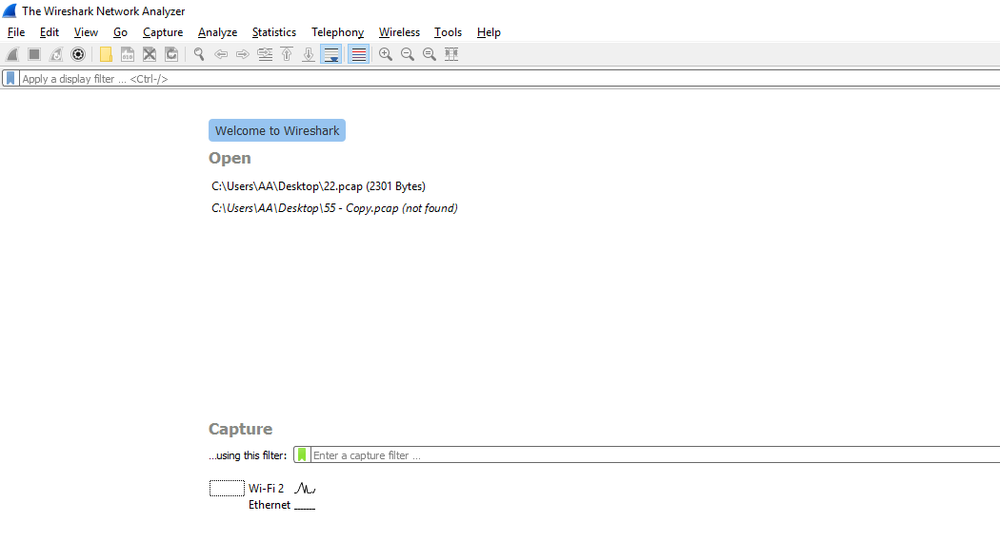 The Wireshark Network Analyzer
File Edit View Go Capture Analyze Statistics Telephony Wireless Tools Help
Apply a display filter ... <Ctrl-/>
Welcome to Wireshark
Open
C:\Users\AA\Desktop\22.pcap (2301 Bytes)
C:\Users\AA\Desktop\55 - Copy.pcap (not found)
Capture
...using this filter: Enter a capture filter ...
Wi-Fi 2
Ethernet